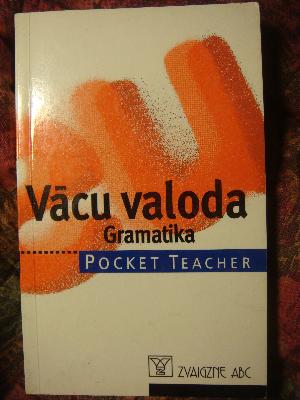 Vācu valoda
Gramatika
POCKET TEACHER
ZVAIGZNE ABC